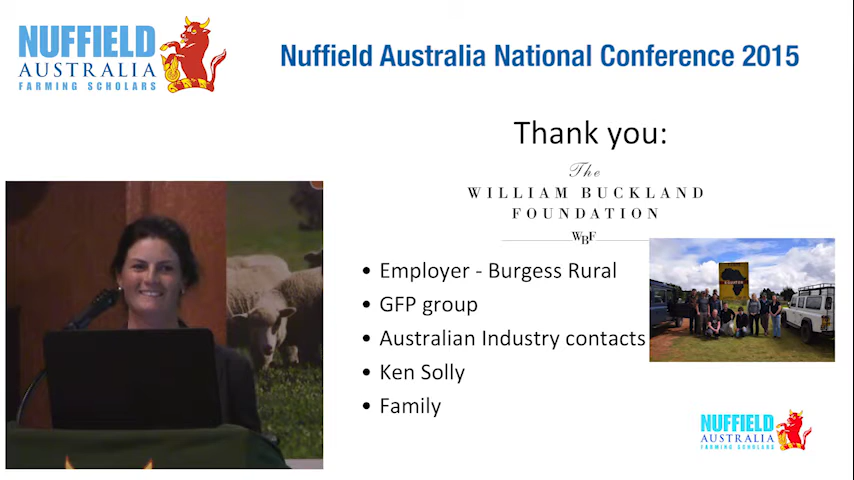 NUFFIELD
AUSTRALIA
FARMING SCHOLARS
Nuffield Australia National Conference 2015
Thank you:
The
WILLIAM BUCKLAND
FOUNDATION
WBF
• Employer - Burgess Rural
• GFP group
• Australian Industry contacts
• Ken Solly
• Family
NUFFIELD
AUSTRALIA
FARMING SCHOLARS